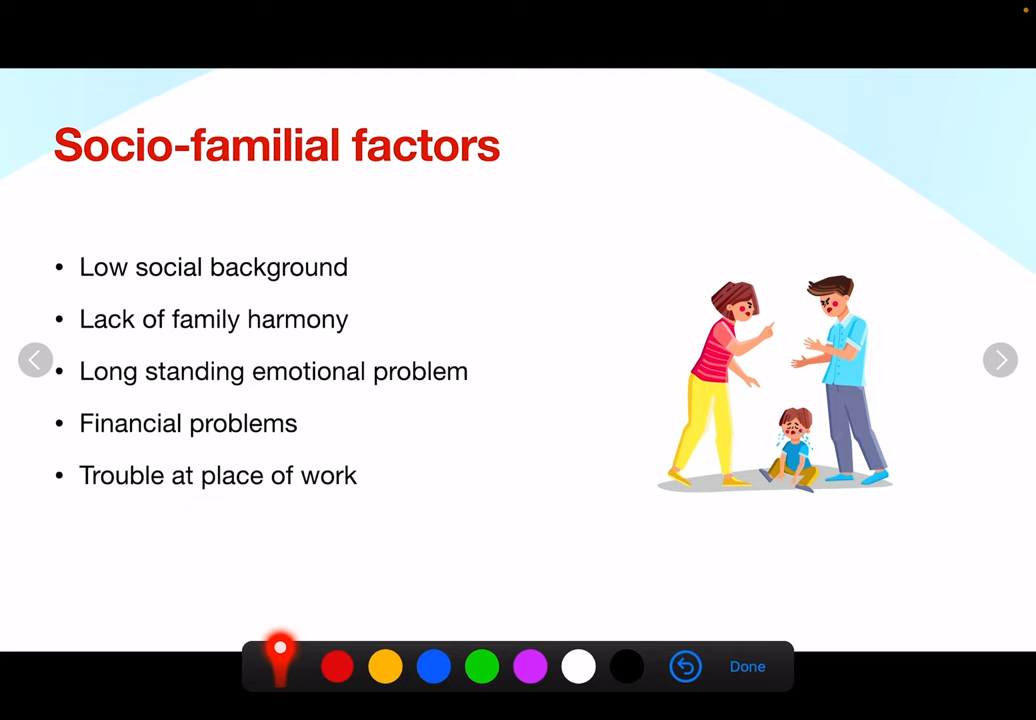 Socio-familial factors
• Low social background
• Lack of family harmony
• Long standing emotional problem
• Financial problems
• Trouble at place of work
Done